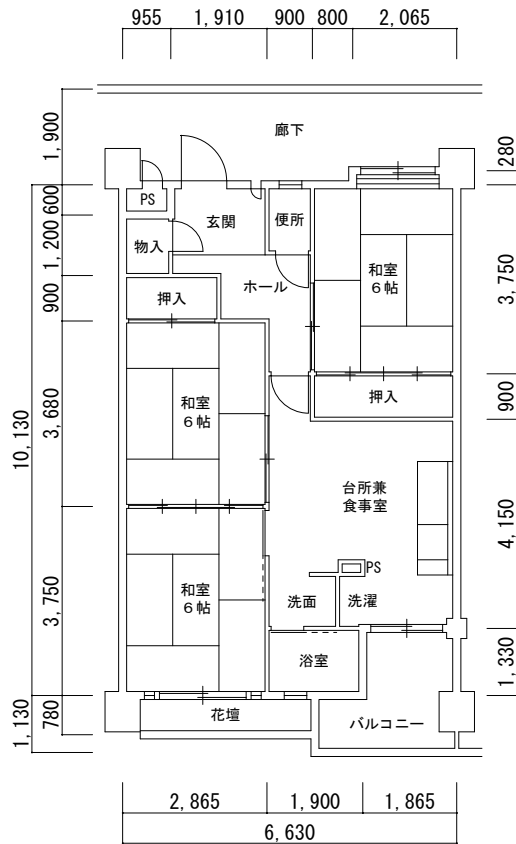 955
1,910
900
800
2,065
廊下
1,900
600
1,200
900
3,680
3,750
780
10,130
1,130
280
3,750
900
4,150
1,330
PS
玄関
便所
物入
和室
6帖
ホール
押入
押入
和室
6帖
台所兼
食事室
PS
和室
6帖
洗面
洗濯
浴室
花壇
バルコニー
2,865
1,900
1,865
6,630